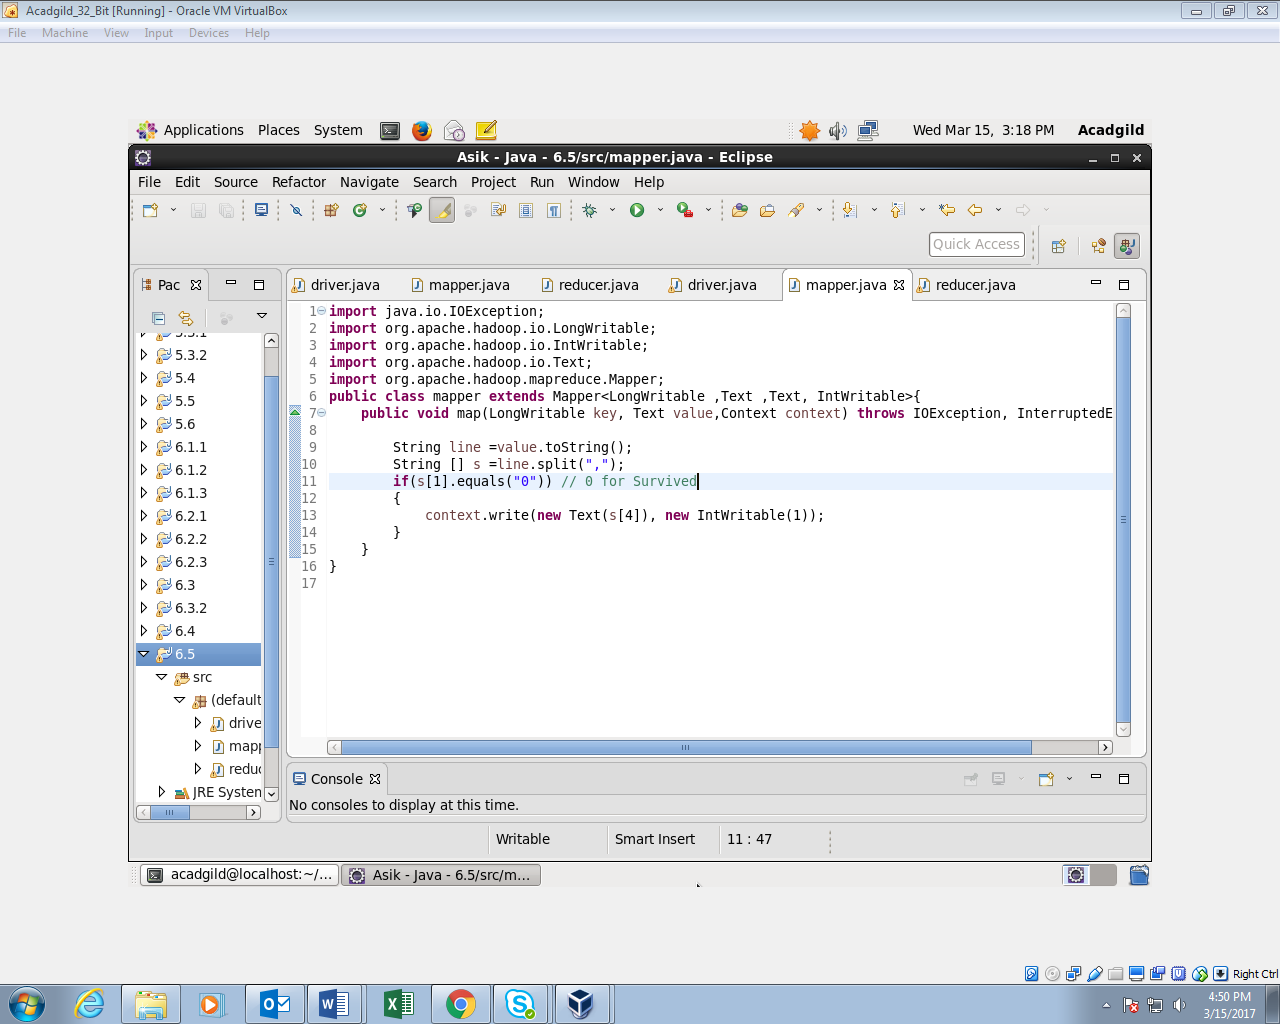 Acadgild_32_Bit [Running] - Oracle VM VirtualBox
File Machine View Input Devices Help
Applications Places System Wed Mar 15, 3:18 PM Acadgild
Asik - Java - 6.5/src/mapper.java - Eclipse
File Edit Source Refactor Navigate Search Project Run Window Help
Quick Access
Pac
driver.java mapper.java reducer.java driver.java mapper.java reducer.java
5.3.1
5.3.2
5.4
5.5
5.6
6.1.1
6.1.2
6.1.3
6.2.1
6.2.2
6.2.3
6.3
6.3.2
6.4
6.5
src
(default
drive
mapp
redu
JRE System
1 import java.io.IOException;
2 import org.apache.hadoop.io.LongWritable;
3 import org.apache.hadoop.io.IntWritable;
4 import org.apache.hadoop.io.Text;
5 import org.apache.hadoop.mapreduce.Mapper;
6 public class mapper extends Mapper<LongWritable ,Text ,Text, IntWritable>{
7 public void map(LongWritable key, Text value,Context context) throws IOException, InterruptedE
8
9 String line =value.toString();
10 String [] s =line.split(",");
11 if(s[1].equals("0")) // 0 for Survived
12 {
13 context.write(new Text(s[4]), new IntWritable(1));
14 }
15 }
16 }
17
Console
No consoles to display at this time.
Writable Smart Insert 11 : 47
acadgild@localhost:~/... Asik - Java - 6.5/src/m...
Right Ctrl
4:50 PM
3/15/2017